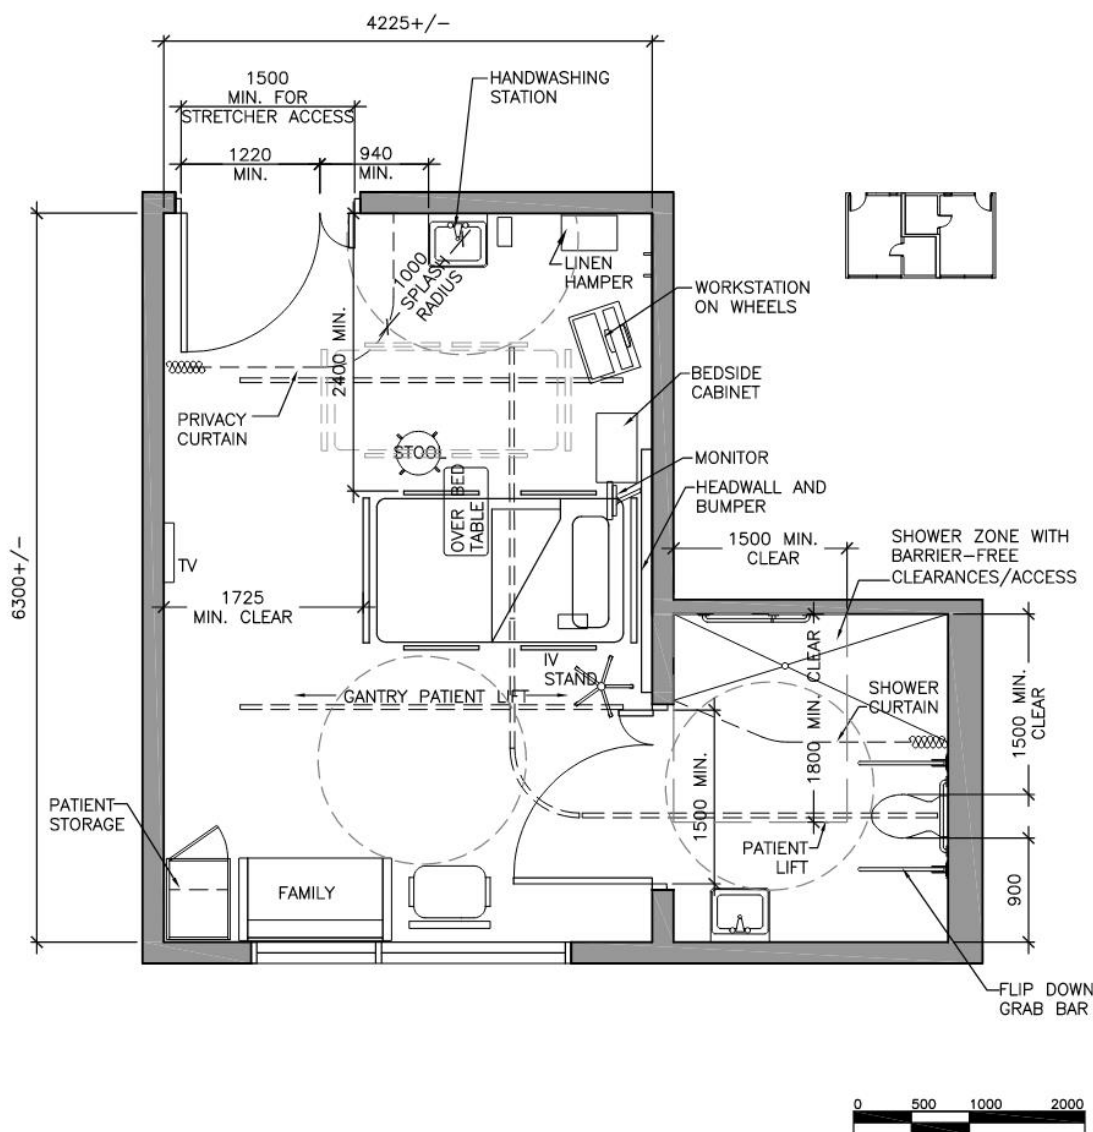 4225+/-
1500
MIN. FOR
STRETCHER ACCESS
HANDWASHING
STATION
1220
MIN.
940
MIN.
1000
SPLASH
RADIUS
LINEN
HAMPER
WORKSTATION
ON WHEELS
2400 MIN.
PRIVACY
CURTAIN
BEDSIDE
CABINET
STOOL
MONITOR
OVER BED
TABLE
HEADWALL AND
BUMPER
6300+/-
TV
1725
MIN. CLEAR
1500 MIN.
CLEAR
SHOWER ZONE WITH
BARRIER-FREE
CLEARANCES/ACCESS
IV
STAND
GANTRY PATIENT LIFT
1800 MIN. CLEAR
SHOWER
CURTAIN
1500 MIN.
CLEAR
1500 MIN.
PATIENT
STORAGE
PATIENT
LIFT
FAMILY
900
FLIP DOWN
GRAB BAR
0 500 1000 2000